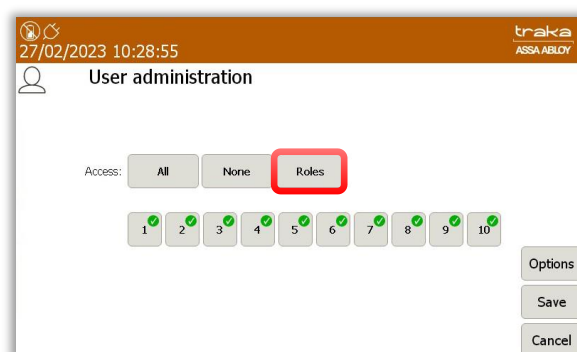 traka
27/02/2023 10:28:55
ASSA ABLOY
User administration
Access: All None Roles
1 2 3 4 5 6 7 8 9 10
Options
Save
Cancel